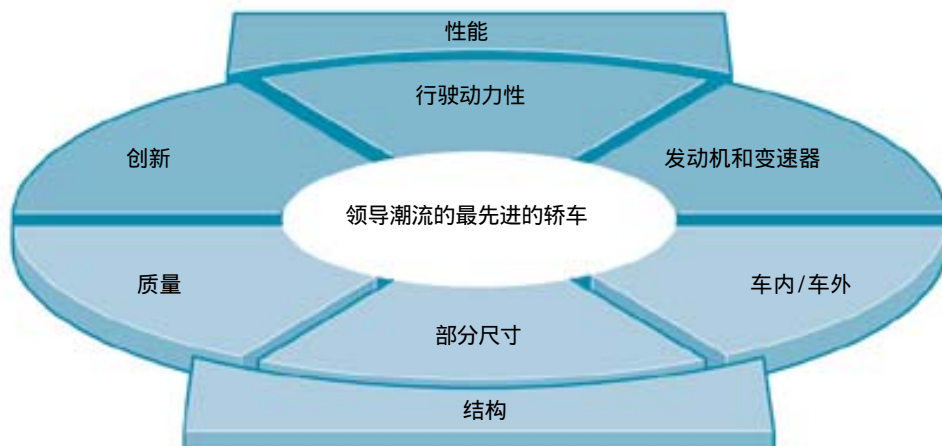 性能
行驶动力性
创新
发动机和变速器
领导潮流的最先进的轿车
质量
车内/车外
部分尺寸
结构